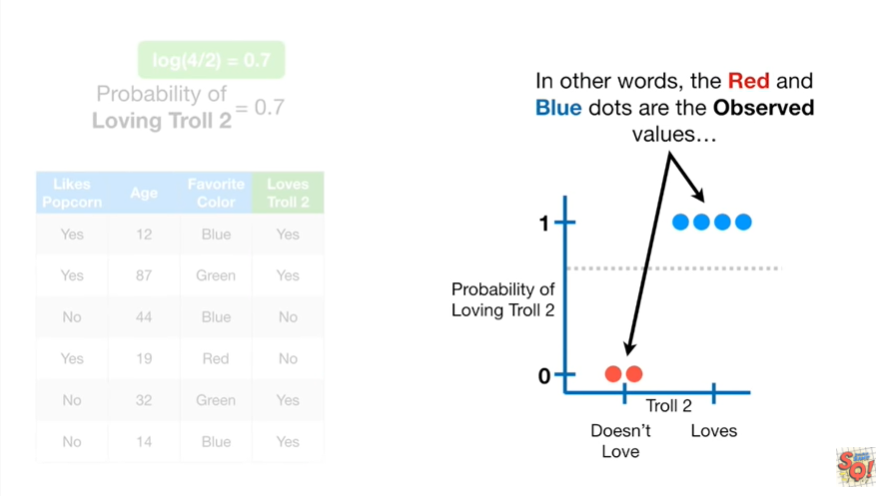 log(4/2) = 0.7
Probability of
Loving Troll 2 = 0.7
Likes Popcorn Age Favorite Color Loves Troll 2
Yes 12 Blue Yes
Yes 87 Green Yes
No 44 Blue No
Yes 19 Red No
No 32 Green Yes
No 14 Blue Yes
In other words, the Red and
Blue dots are the Observed
values...
1
Probability of
Loving Troll 2
0
Troll 2
Doesn't Love
Loves
SQ!